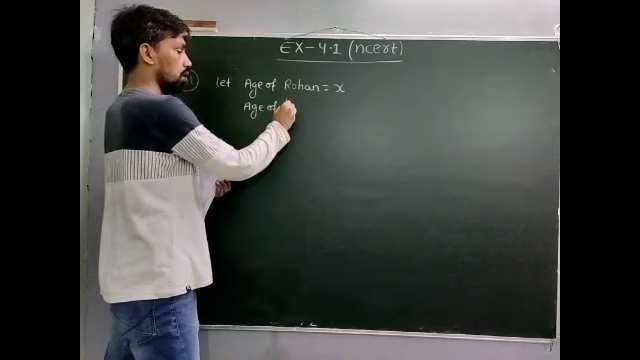 EX-4.1 (ncert)
let Age of Rohan = x
Age of